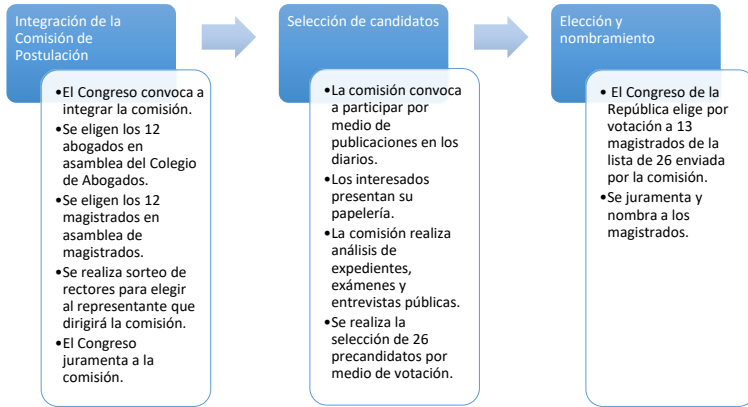 Integración de la
Comisión de
Postulación
•El Congreso convoca a
integrar la comisión.
•Se eligen los 12
abogados en
asamblea del Colegio
de Abogados.
•Se eligen los 12
magistrados en
asamblea de
magistrados.
•Se realiza sorteo de
rectores para elegir
al representante que
dirigirá la comisión.
•El Congreso
juramenta a la
comisión.
Selección de candidatos
•La comisión convoca
a participar por
medio de
publicaciones en los
diarios.
•Los interesados
presentan su
papelería.
•La comisión realiza
análisis de
expedientes,
exámenes y
entrevistas públicas.
•Se realiza la
selección de 26
precandidatos por
medio de votación.
Elección y
nombramiento
• El Congreso de la
República elige por
votación a 13
magistrados de la
lista de 26 enviada
por la comisión.
•Se juramenta y
nombra a los
magistrados.